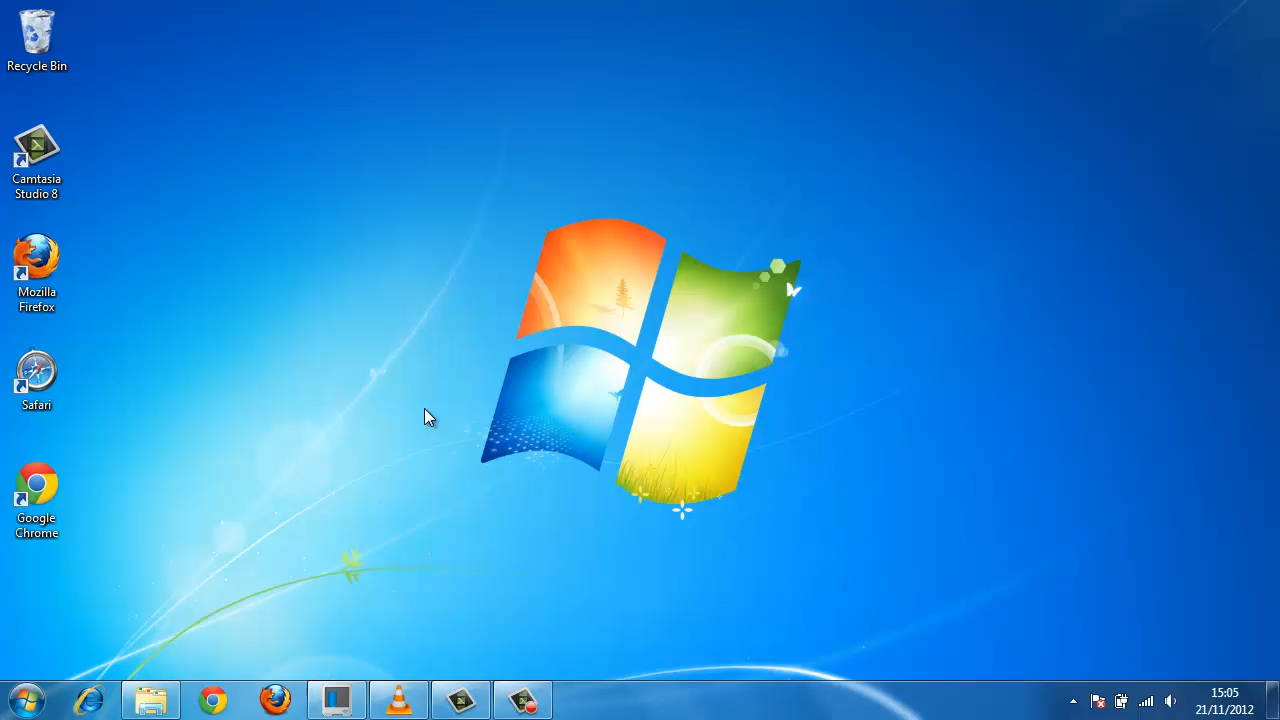 Recycle Bin
Camtasia
Studio 8
Mozilla
Firefox
Safari
Google
Chrome
15:05
21/11/2012